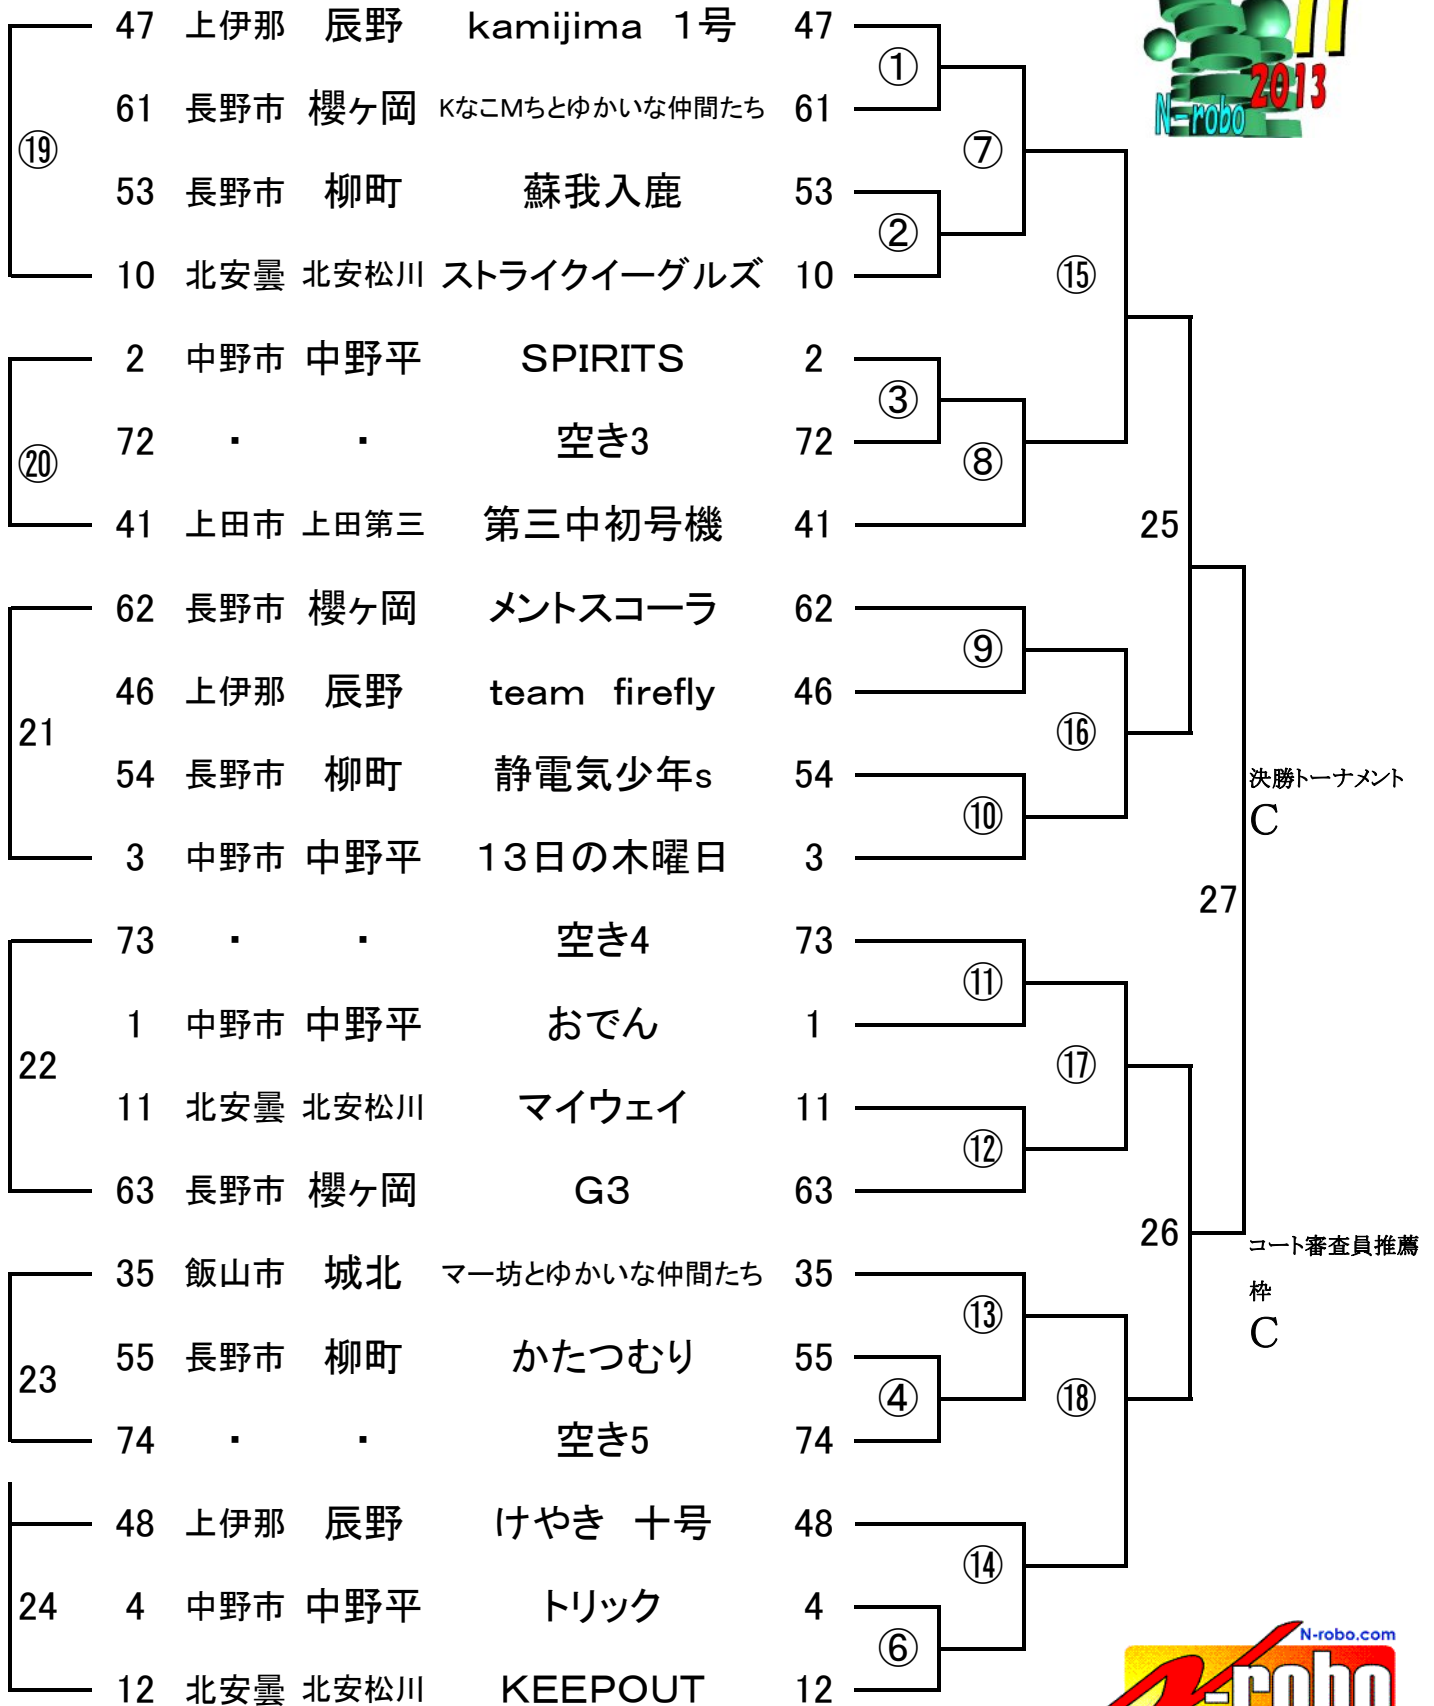 47 上伊那 辰野 kamijima 1号 47
①
61 長野市 櫻ヶ岡 KなこMちとゆかいな仲間たち 61
11
2013
N-robo
⑲
⑦
53 長野市 柳町 蘇我入鹿 53
②
10 北安曇 北安松川 ストライクイーグルズ 10
⑮
2 中野市 中野平 SPIRITS 2
③
72 ・ ・ 空き3 72
⑳
⑧
41 上田市 上田第三 第三中初号機 41
25
62 長野市 櫻ヶ岡 メントスコーラ 62
⑨
46 上伊那 辰野 team firefly 46
21
⑯
54 長野市 柳町 静電気少年s 54
決勝トーナメント
C
⑩
3 中野市 中野平 13日の木曜日 3
27
73 ・ ・ 空き4 73
⑪
1 中野市 中野平 おでん 1
22
⑰
11 北安曇 北安松川 マイウェイ 11
⑫
63 長野市 櫻ヶ岡 G3 63
26
コート審査員推薦
枠
C
35 飯山市 城北 マー坊とゆかいな仲間たち 35
⑬
55 長野市 柳町 かたつむり 55
23
④
⑱
74 ・ ・ 空き5 74
48 上伊那 辰野 けやき 十号 48
⑭
24 4 中野市 中野平 トリック 4
⑥
N-robo.com
N-robo
12 北安曇 北安松川 KEEPOUT 12